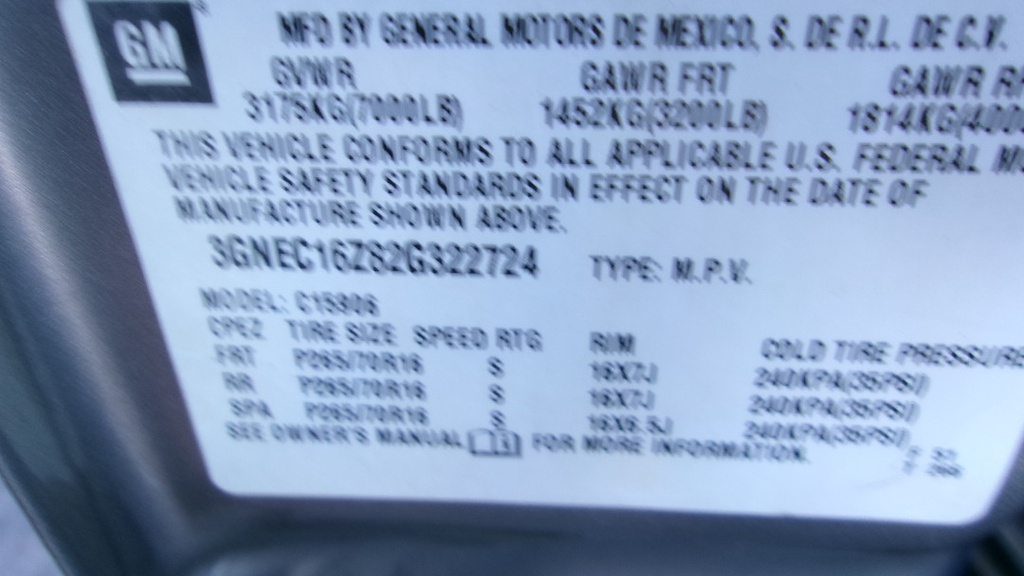 GM
MFD BY GENERAL MOTORS DE MEXICO, S. DE R.L. DE C.V.
GVWR GAWR FRT GAWR
3175KG(7000LB) 1452KG(3200LB) 1814KG(400
THIS VEHICLE CONFORMS TO ALL APPLICABLE U.S. FEDERAL
VEHICLE SAFETY STANDARDS IN EFFECT ON THE DATE OF
MANUFACTURE SHOWN ABOVE.
3GNEC16Z82G322724 TYPE: M.P.V.
MODEL: C15906
TIRE SIZE SPEED RTG RIM COLD TIRE PRESSURE
FRT P265/70R16 S 16X7J 240KPA(35PSI)
RR P265/70R16 S 16X7J 240KPA(35PSI)
SPA P265/70R16 S 16X6.5J 240KPA(35PSI)
SEE OWNER'S MANUAL FOR MORE INFORMATION.